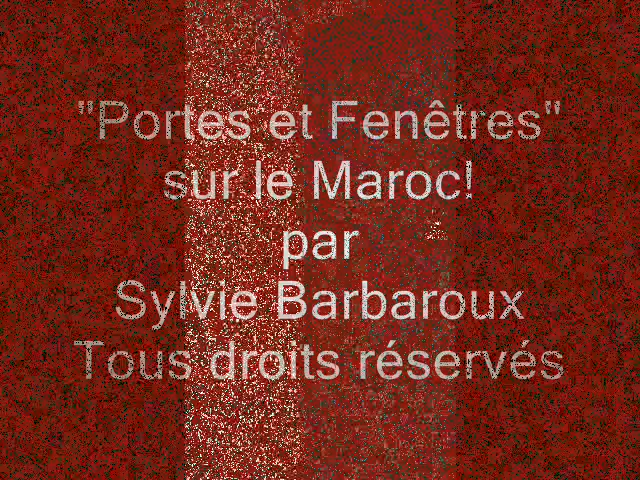 "Portes et Fenêtres"
sur le Maroc!
par
Sylvie Barbaroux
Tous droits réservés